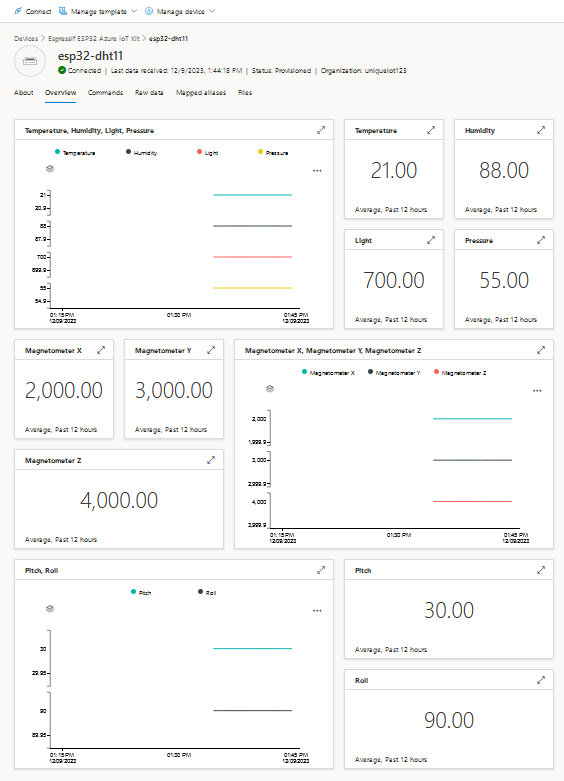 Connect Manage template Manage device
Devices > Espressif ESP32 Azure IoT Kit > esp32-dht11
esp32-dht11
Connected | Last data received: 12/9/2023, 1:44:18 PM | Status: Provisioned | Organization: uniqueiot123
About Overview Commands Raw data Mapped aliases Files
Temperature, Humidity, Light, Pressure
Temperature Humidity Light Pressure
21
20.9
88
87.9
700
699.9
55
54.9
01:15 PM 01:30 PM 01:45 PM
12/09/2023 12/09/2023
Temperature
21.00
Average, Past 12 hours
Humidity
88.00
Average, Past 12 hours
Light
700.00
Average, Past 12 hours
Pressure
55.00
Average, Past 12 hours
Magnetometer X
2,000.00
Average, Past 12 hours
Magnetometer Y
3,000.00
Average, Past 12 hours
Magnetometer X, Magnetometer Y, Magnetometer Z
Magnetometer X Magnetometer Y Magnetometer Z
2,000
1,999.9
3,000
2,999.9
4,000
3,999.9
01:15 PM 01:30 PM 01:45 PM
12/09/2023 12/09/2023
Magnetometer Z
4,000.00
Average, Past 12 hours
Pitch, Roll
Pitch Roll
30
29.95
90
89.95
01:15 PM 01:30 PM 01:45 PM
12/09/2023 12/09/2023
Pitch
30.00
Average, Past 12 hours
Roll
90.00
Average, Past 12 hours